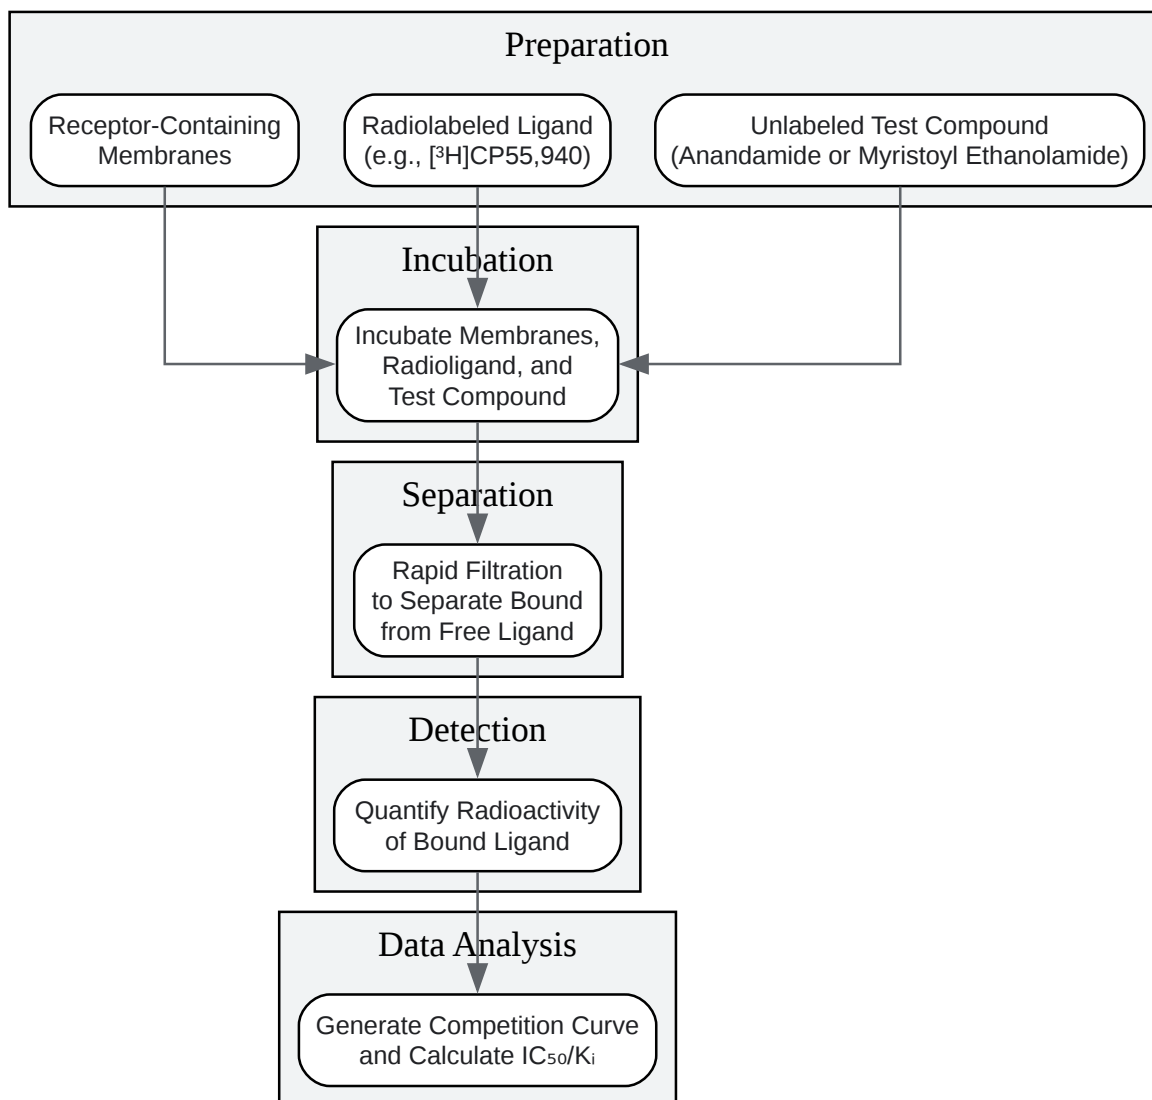 Preparation
Receptor-Containing
Membranes
Radiolabeled Ligand
(e.g., [³H]CP55,940)
Unlabeled Test Compound
(Anandamide or Myristoyl Ethanolamide)
Incubation
Incubate Membranes,
Radioligand, and
Test Compound
Separation
Rapid Filtration
to Separate Bound
from Free Ligand
Detection
Quantify Radioactivity
of Bound Ligand
Data Analysis
Generate Competition Curve
and Calculate IC₅₀/Kᵢ